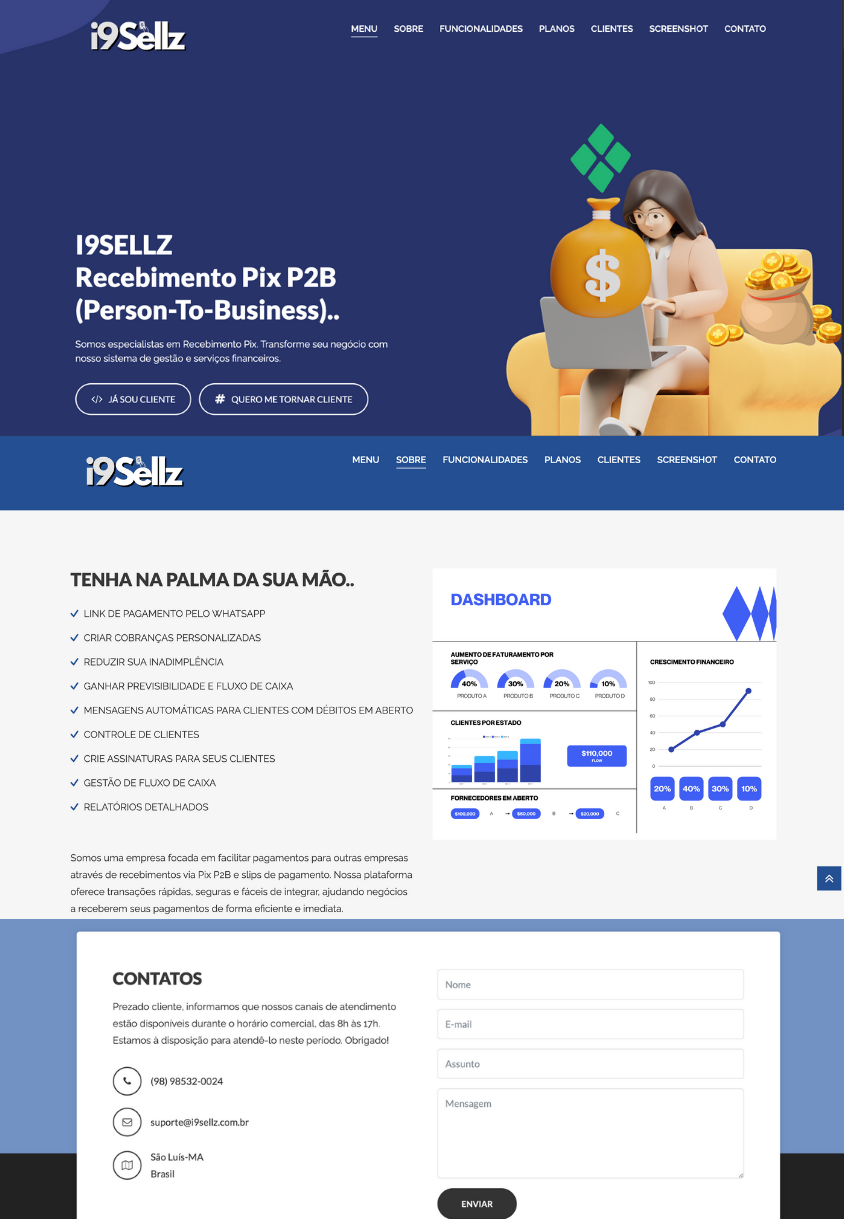 i9Sellz
MENU SOBRE FUNCIONALIDADES PLANOS CLIENTES SCREENSHOT CONTATO
$
I9SELLZ
Recebimento Pix P2B
(Person-To-Business)..
Somos especialistas em Recebimento Pix. Transforme seu negócio com
nosso sistema de gestão e serviços financeiros.
</> JÁ SOU CLIENTE
# QUERO ME TORNAR CLIENTE
i9Sellz
MENU SOBRE FUNCIONALIDADES PLANOS CLIENTES SCREENSHOT CONTATO
TENHA NA PALMA DA SUA MÃO..
LINK DE PAGAMENTO PELO WHATSAPP
CRIAR COBRANÇAS PERSONALIZADAS
REDUZIR SUA INADIMPLÊNCIA
GANHAR PREVISIBILIDADE E FLUXO DE CAIXA
MENSAGENS AUTOMÁTICAS PARA CLIENTES COM DÉBITOS EM ABERTO
CONTROLE DE CLIENTES
CRIE ASSINATURAS PARA SEUS CLIENTES
GESTÃO DE FLUXO DE CAIXA
RELATÓRIOS DETALHADOS
Somos uma empresa focada em facilitar pagamentos para outras empresas
através de recebimentos via Pix P2B e slips de pagamento. Nossa plataforma
oferece transações rápidas, seguras e fáceis de integrar, ajudando negócios
a receberem seus pagamentos de forma eficiente e imediata.
DASHBOARD
AUMENTO DE FATURAMENTO POR
SERVIÇO
40% 30% 20% 10%
PRODUTO A PRODUTO B PRODUTO C PRODUTO D
CLIENTES POR ESTADO
$110,000
FLOW
FORNECEDORES EM ABERTO
$100,000 A → $80,000 B → $20,000 C
CRESCIMENTO FINANCEIRO
100
80
60
40
20
0
20% 40% 30% 10%
A B C D
CONTATOS
Prezado cliente, informamos que nossos canais de atendimento
estão disponíveis durante o horário comercial, das 8h às 17h.
Estamos à disposição para atendê-lo neste período. Obrigado!
(98) 98532-0024
suporte@i9sellz.com.br
São Luís-MA
Brasil
Nome
E-mail
Assunto
Mensagem
ENVIAR